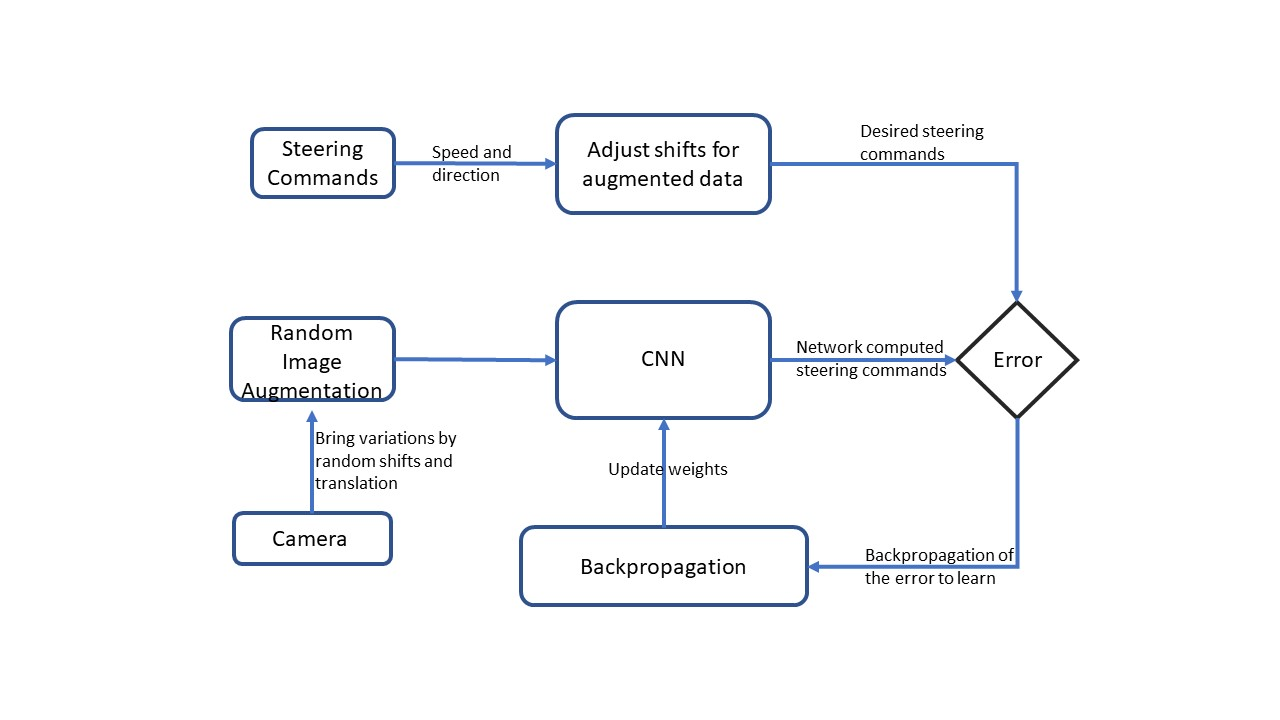 Steering
Commands
Speed and
direction
Adjust shifts for
augmented data
Desired steering
commands
Random
Image
Augmentation
CNN
Network computed
steering commands
Error
Bring variations by
random shifts and
translation
Update weights
Camera
Backpropagation
Backpropagation of
the error to learn